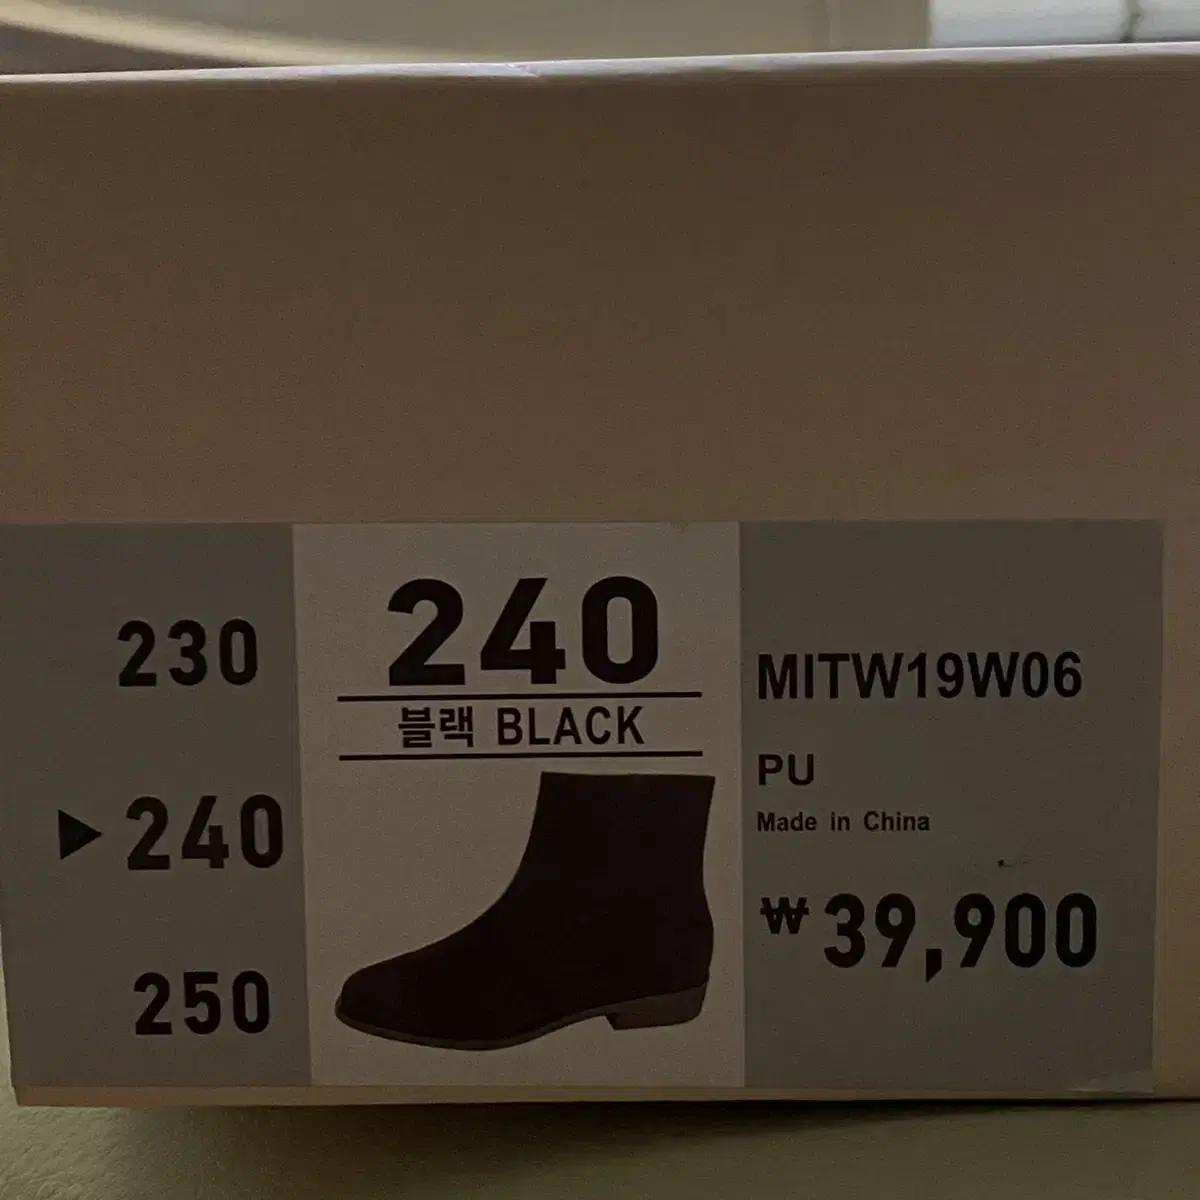 230
▶240
250
240
블랙 BLACK
MITW19W06
PU
Made in China
₩39,900